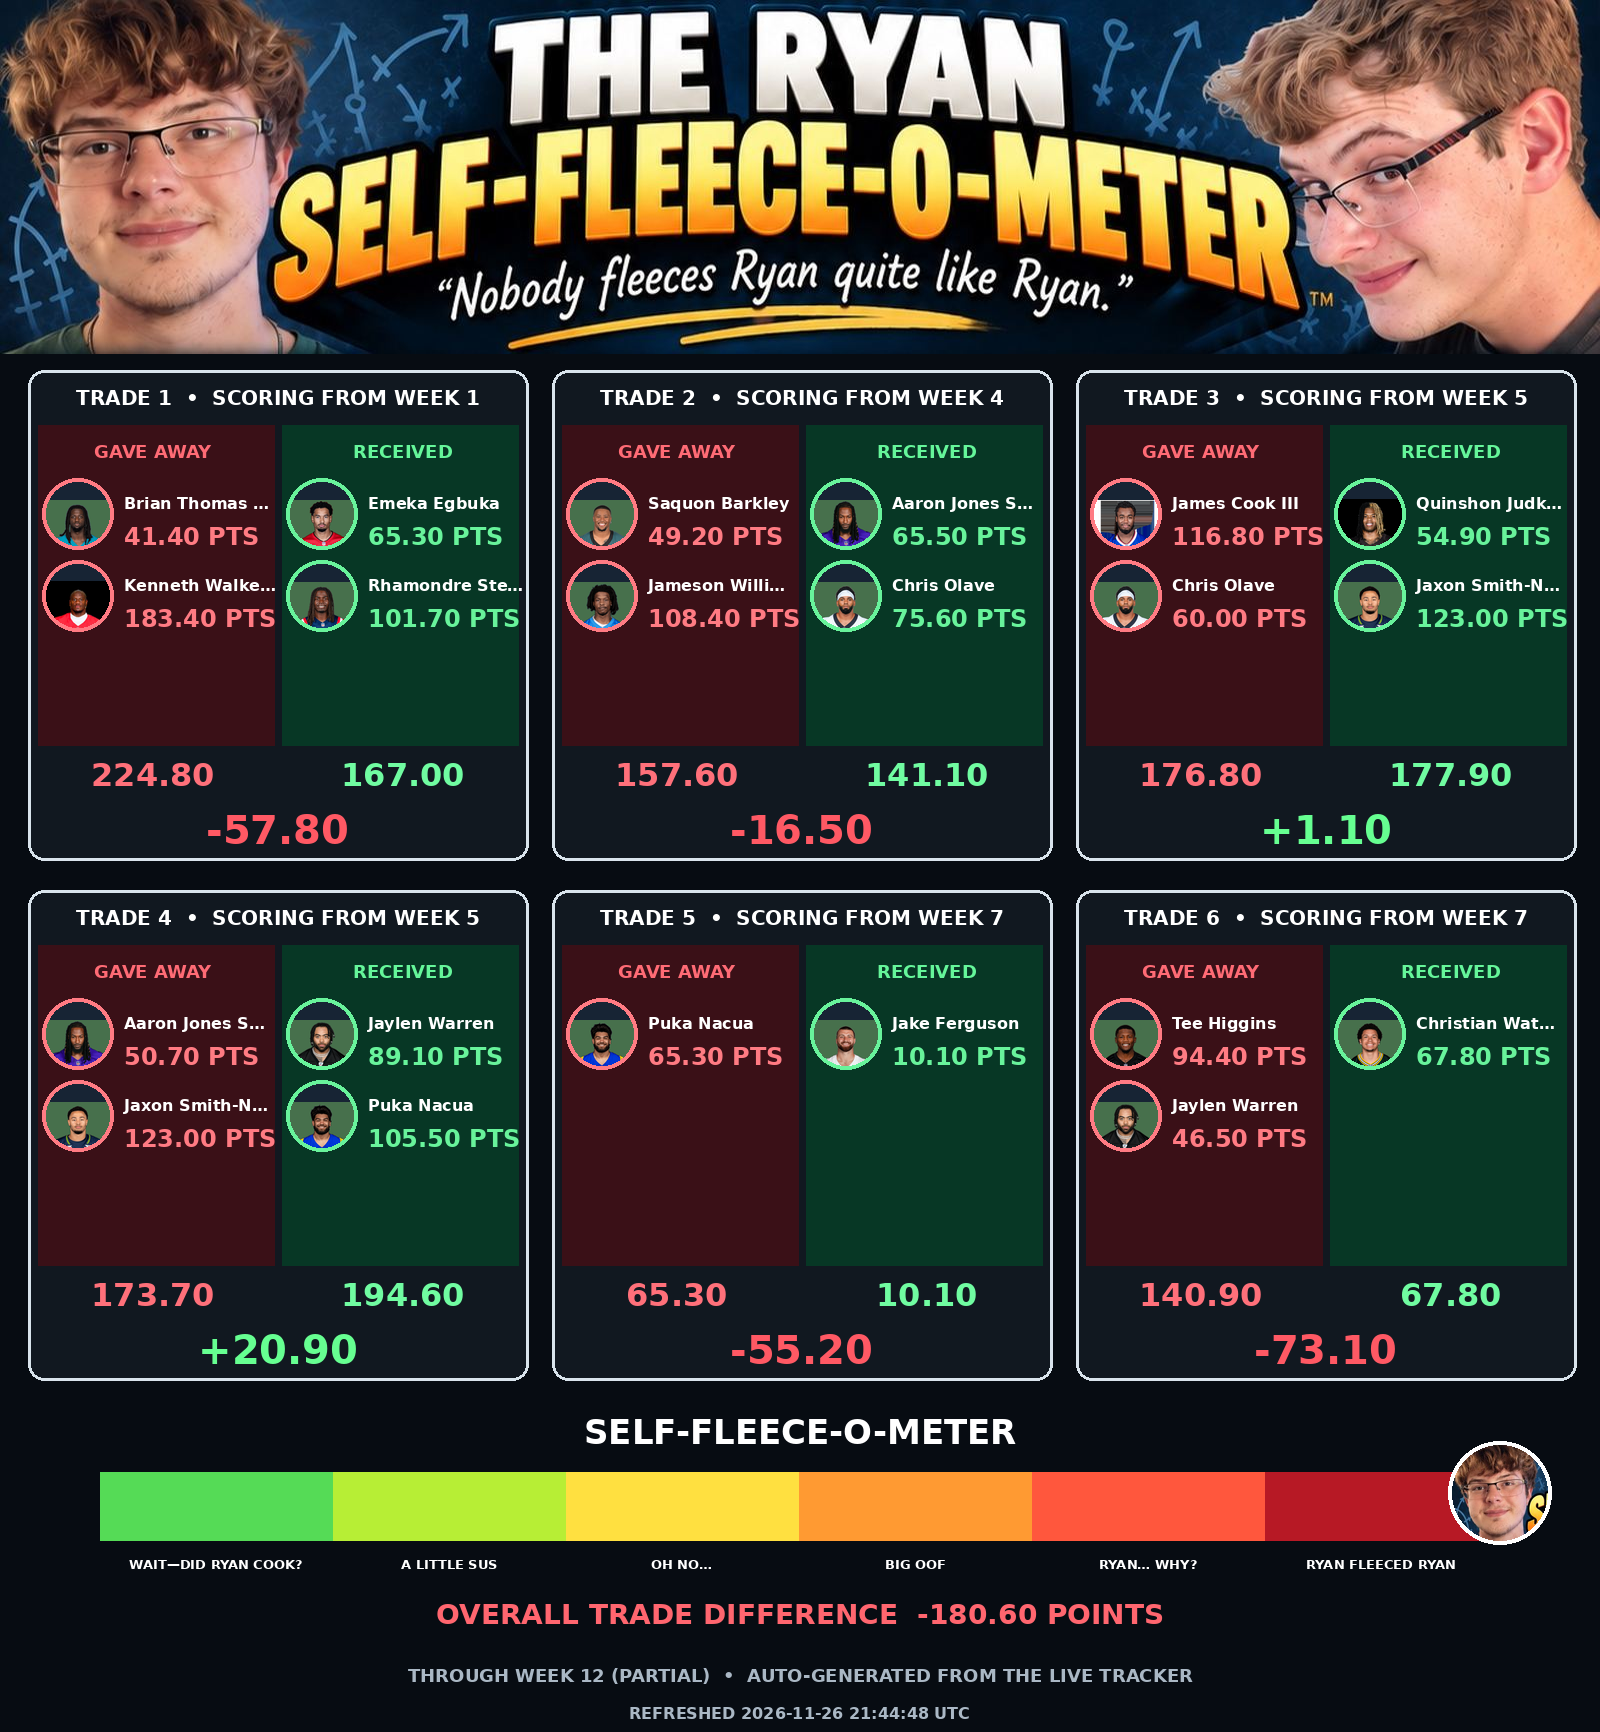 THE RYAN
SELF-FLEECE-O-METER™
“Nobody fleeces Ryan quite like Ryan.”
TRADE 1 • SCORING FROM WEEK 1
GAVE AWAY
Brian Thomas ...
41.40 PTS
Kenneth Walke...
183.40 PTS
RECEIVED
Emeka Egbuka
65.30 PTS
Rhamondre Ste...
101.70 PTS
224.80 167.00
-57.80
TRADE 2 • SCORING FROM WEEK 4
GAVE AWAY
Saquon Barkley
49.20 PTS
Jameson Willi...
108.40 PTS
RECEIVED
Aaron Jones S...
65.50 PTS
Chris Olave
75.60 PTS
157.60 141.10
-16.50
TRADE 3 • SCORING FROM WEEK 5
GAVE AWAY
James Cook III
116.80 PTS
Chris Olave
60.00 PTS
RECEIVED
Quinshon Judk...
54.90 PTS
Jaxon Smith-N...
123.00 PTS
176.80 177.90
+1.10
TRADE 4 • SCORING FROM WEEK 5
GAVE AWAY
Aaron Jones S...
50.70 PTS
Jaxon Smith-N...
123.00 PTS
RECEIVED
Jaylen Warren
89.10 PTS
Puka Nacua
105.50 PTS
173.70 194.60
+20.90
TRADE 5 • SCORING FROM WEEK 7
GAVE AWAY
Puka Nacua
65.30 PTS
RECEIVED
Jake Ferguson
10.10 PTS
65.30 10.10
-55.20
TRADE 6 • SCORING FROM WEEK 7
GAVE AWAY
Tee Higgins
94.40 PTS
Jaylen Warren
46.50 PTS
RECEIVED
Christian Wat...
67.80 PTS
140.90 67.80
-73.10
SELF-FLEECE-O-METER
WAIT—DID RYAN COOK?
A LITTLE SUS
OH NO...
BIG OOF
RYAN... WHY?
RYAN FLEECED RYAN
OVERALL TRADE DIFFERENCE -180.60 POINTS
THROUGH WEEK 12 (PARTIAL) • AUTO-GENERATED FROM THE LIVE TRACKER
REFRESHED 2026-11-26 21:44:48 UTC